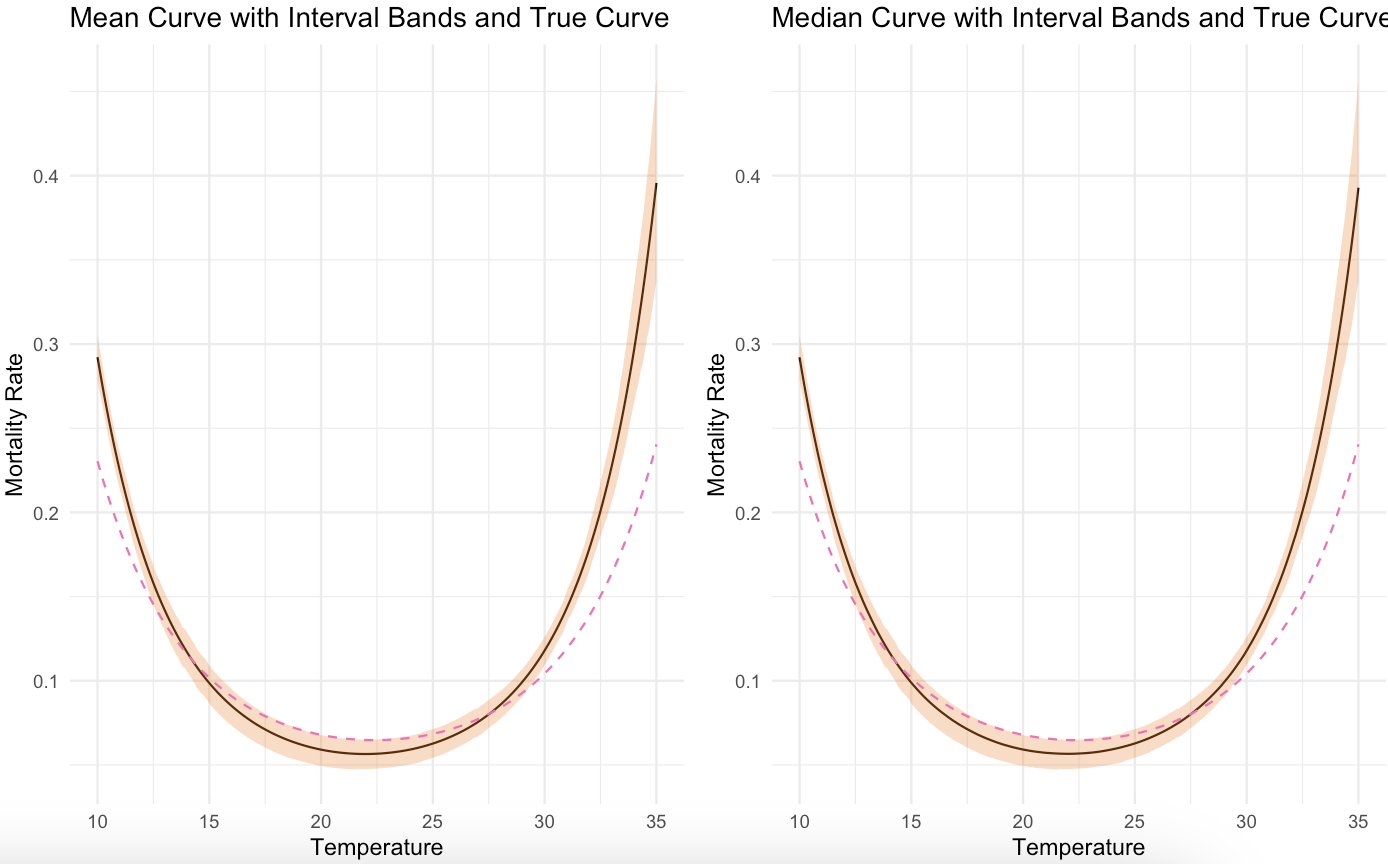 Mean Curve with Interval Bands and True Curve
Mortality Rate
0.4
0.3
0.2
0.1
10 15 20 25 30 35
Temperature
Median Curve with Interval Bands and True Curve
Mortality Rate
0.4
0.3
0.2
0.1
10 15 20 25 30 35
Temperature